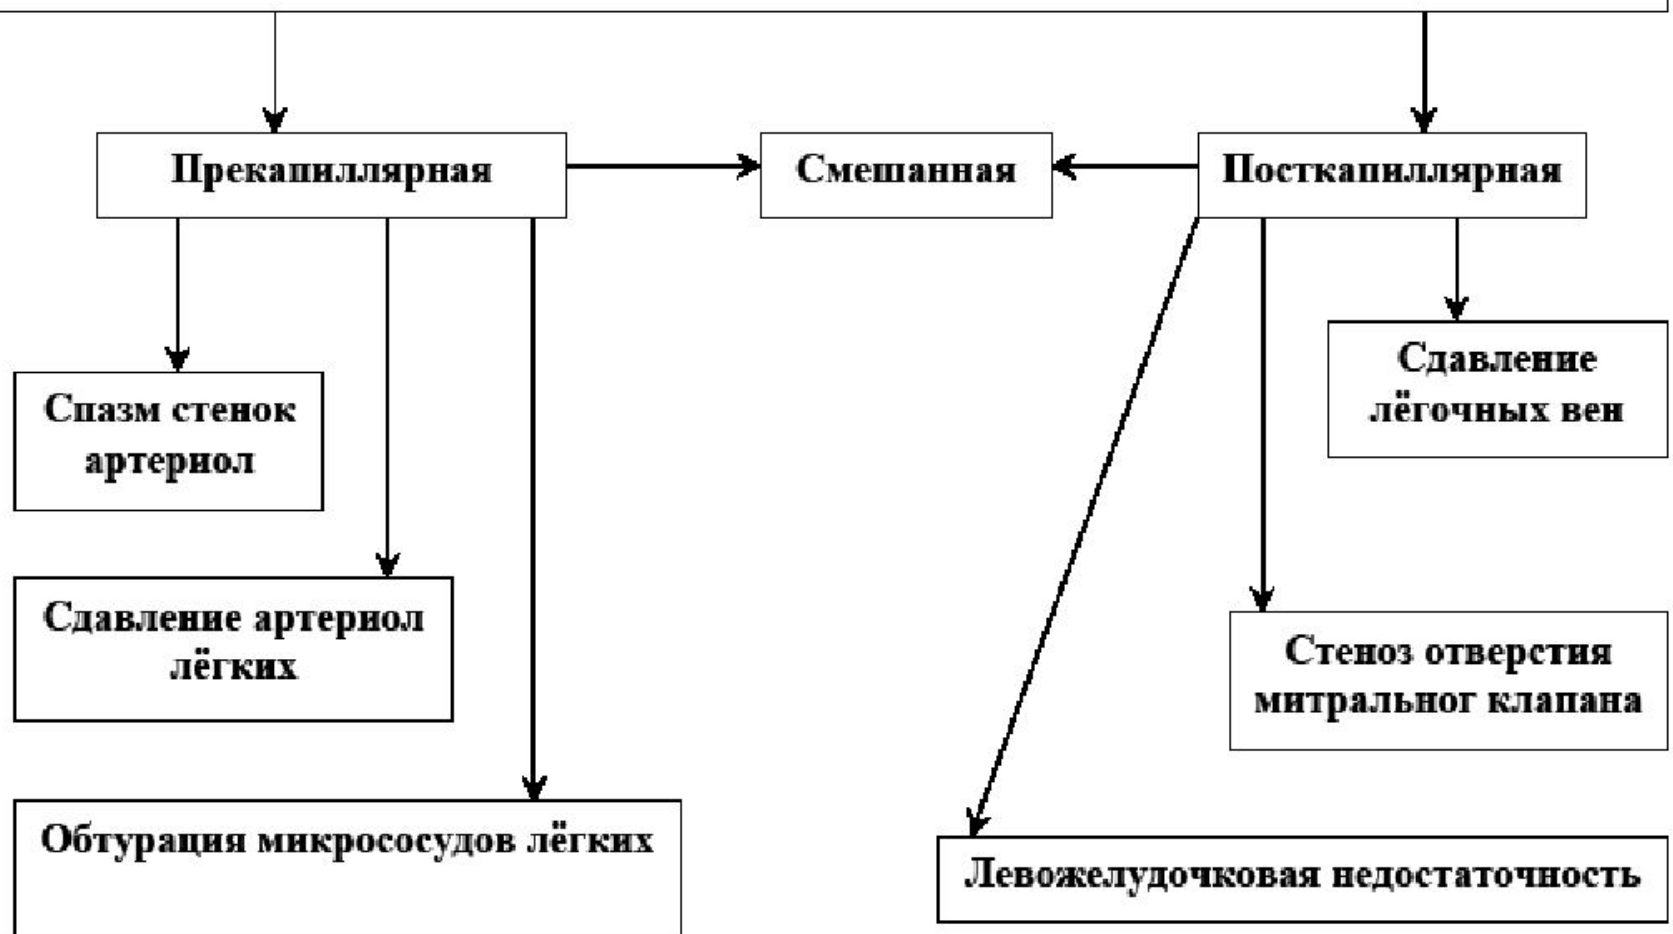 Прекапиллярная
Смешанная
Посткапиллярная
Спазм стенок
артериол
Сдавление
лёгочных вен
Сдавление артериол
лёгких
Стеноз отверстия
митральног клапана
Обтурация микрососудов лёгких
Левожелудочковая недостаточность